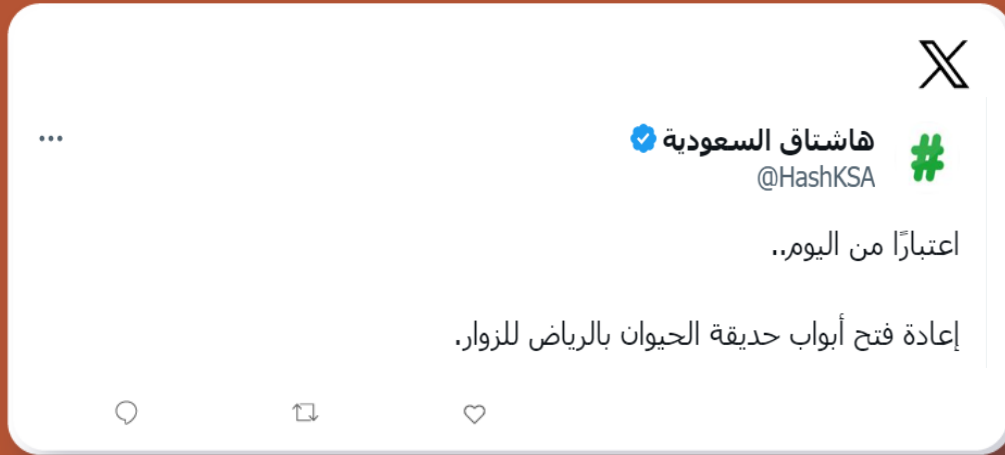 هاشتاق السعودية
@HashKSA
اعتبارًا من اليوم..
إعادة فتح أبواب حديقة الحيوان بالرياض للزوار.